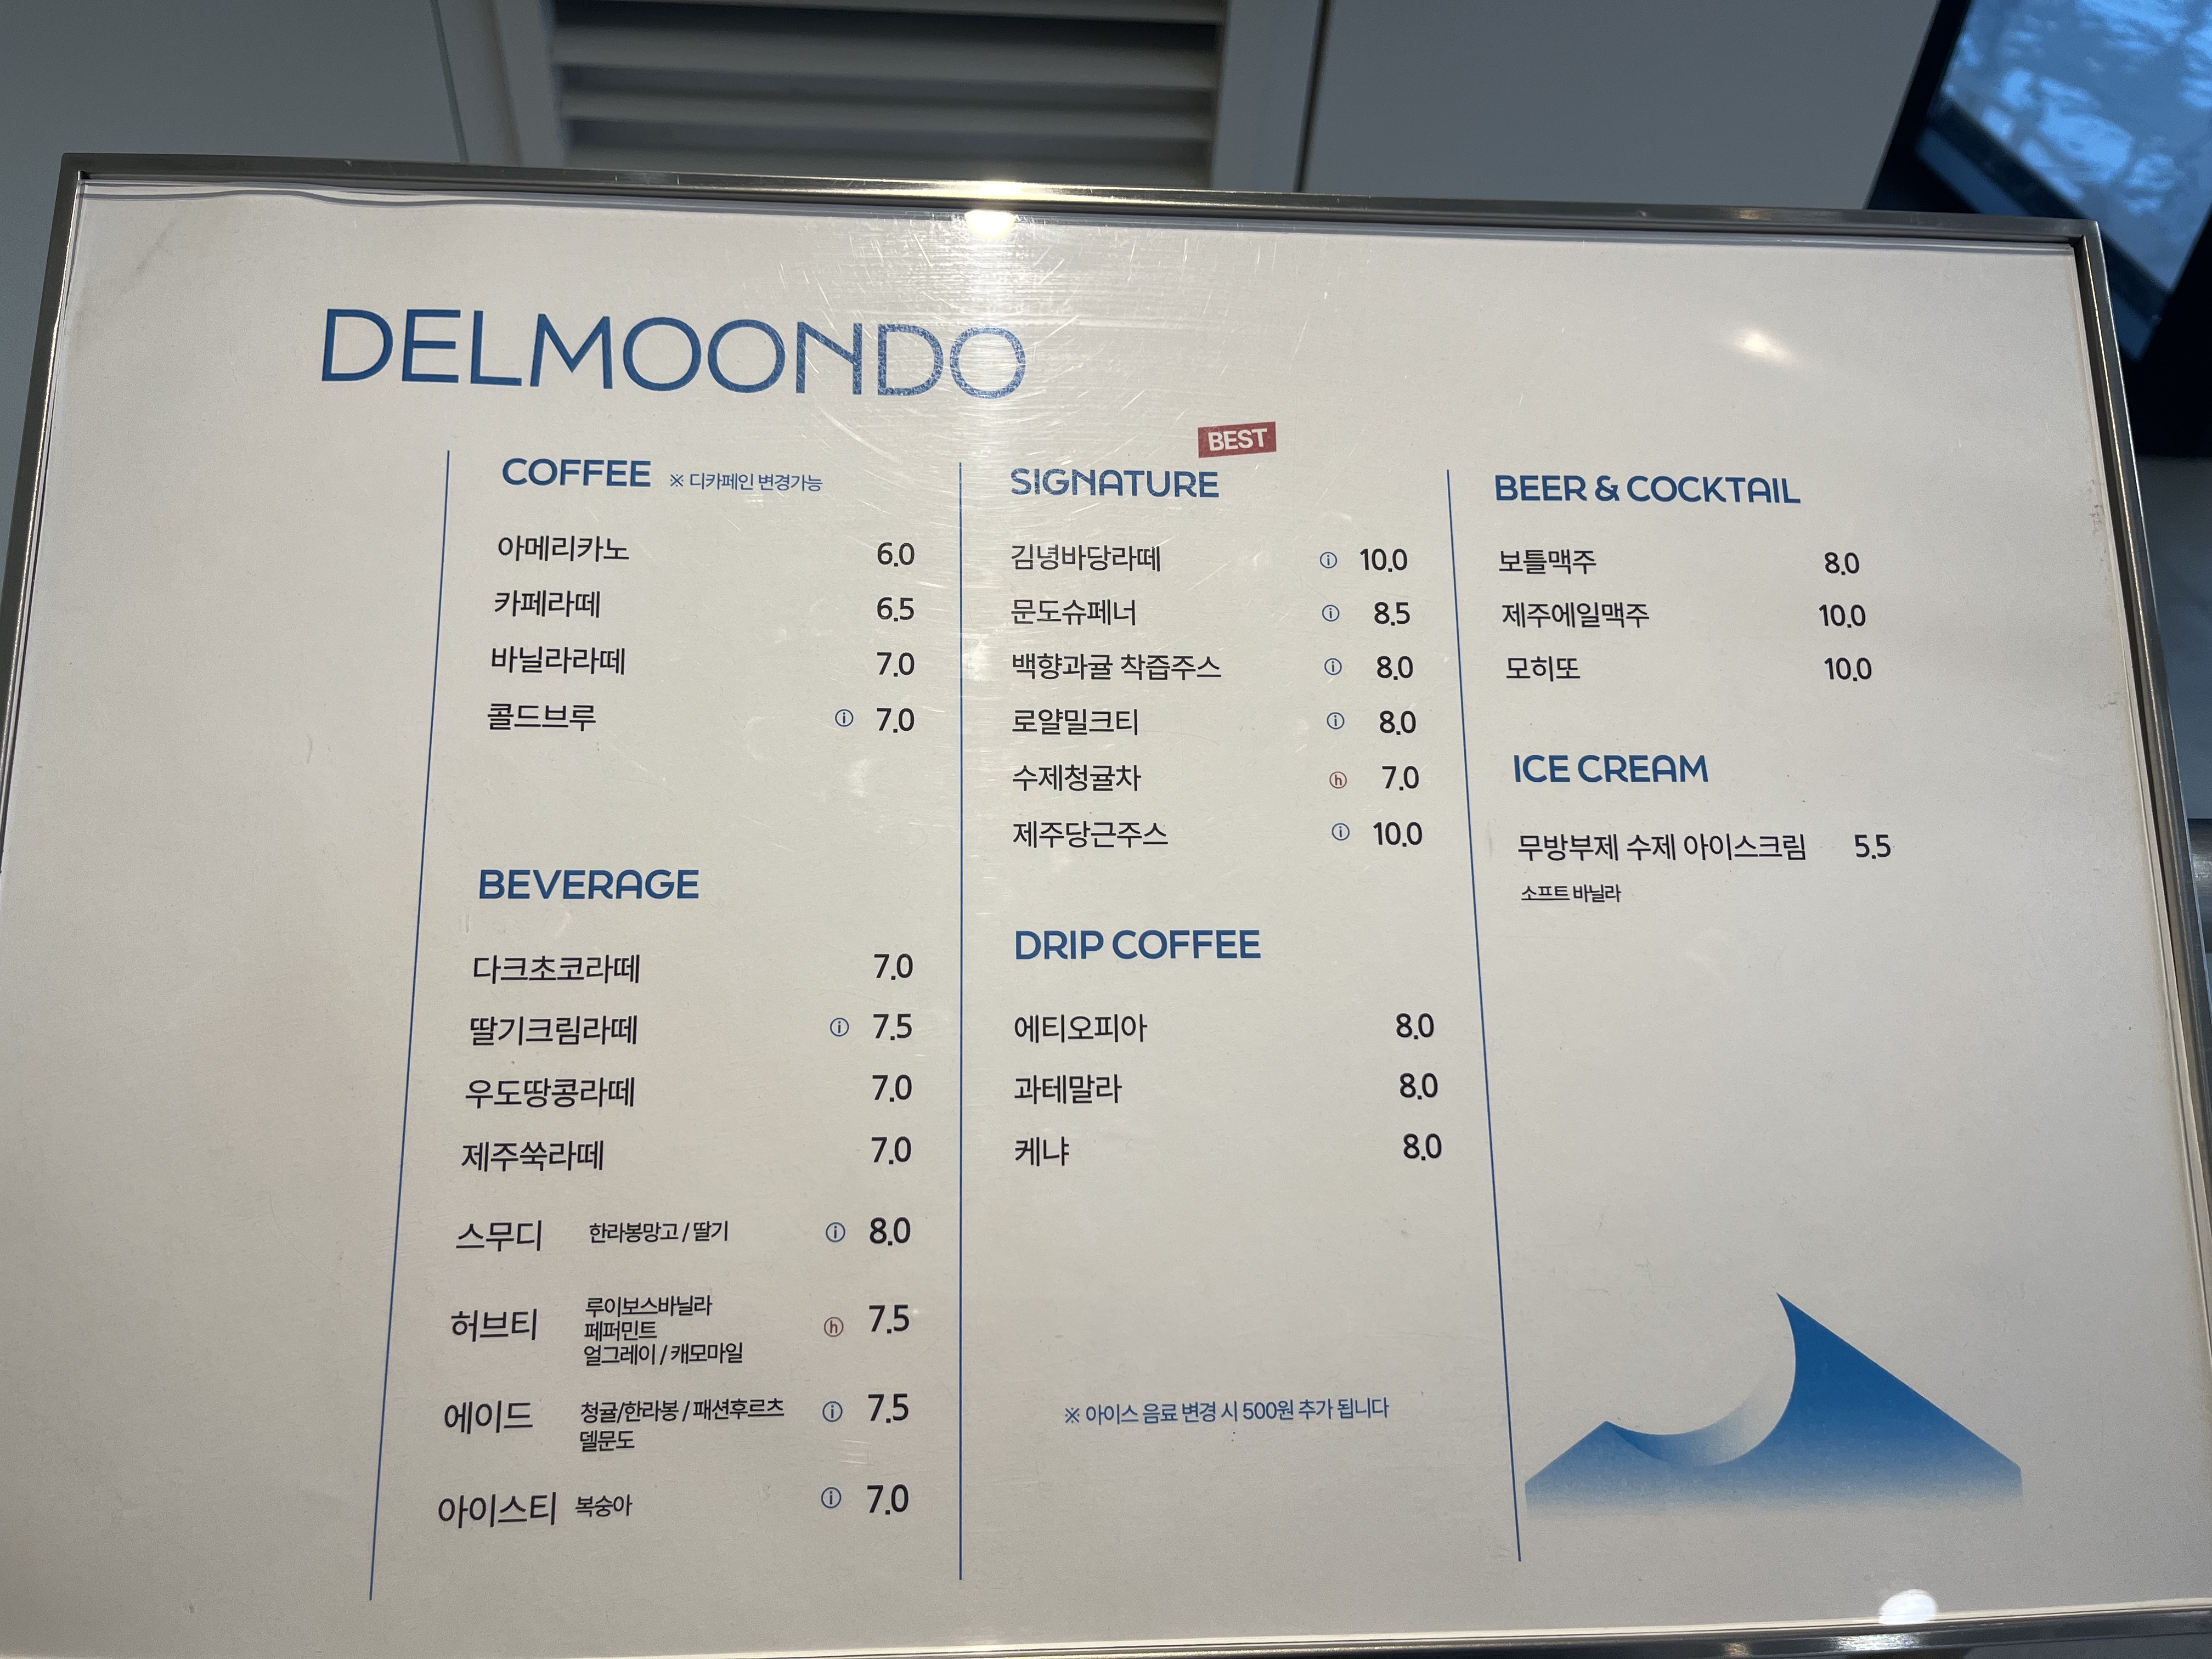 DELMOONDO
COFFEE ※ 디카페인 변경가능
아메리카노 6.0
카페라떼 6.5
바닐라라떼 7.0
콜드브루 ⓘ 7.0
BEVERAGE
다크초코라떼 7.0
딸기크림라떼 ⓘ 7.5
우도땅콩라떼 7.0
제주쑥라떼 7.0
스무디 한라봉망고 / 딸기 ⓘ 8.0
허브티 루이보스바닐라
페퍼민트
얼그레이 / 캐모마일 ⓗ 7.5
에이드 청귤/한라봉 / 패션후르츠 ⓘ 7.5
델문도
아이스티 복숭아 ⓘ 7.0
BEST
SIGNATURE
김녕바당라떼 ⓘ 10.0
문도슈페너 ⓘ 8.5
백향과귤 착즙주스 ⓘ 8.0
로얄밀크티 ⓘ 8.0
수제청귤차 ⓗ 7.0
제주당근주스 ⓘ 10.0
DRIP COFFEE
에티오피아 8.0
과테말라 8.0
케냐 8.0
※ 아이스 음료 변경 시 500원 추가 됩니다
BEER & COCKTAIL
보틀맥주 8.0
제주에일맥주 10.0
모히또 10.0
ICE CREAM
무방부제 수제 아이스크림 5.5
소프트 바닐라